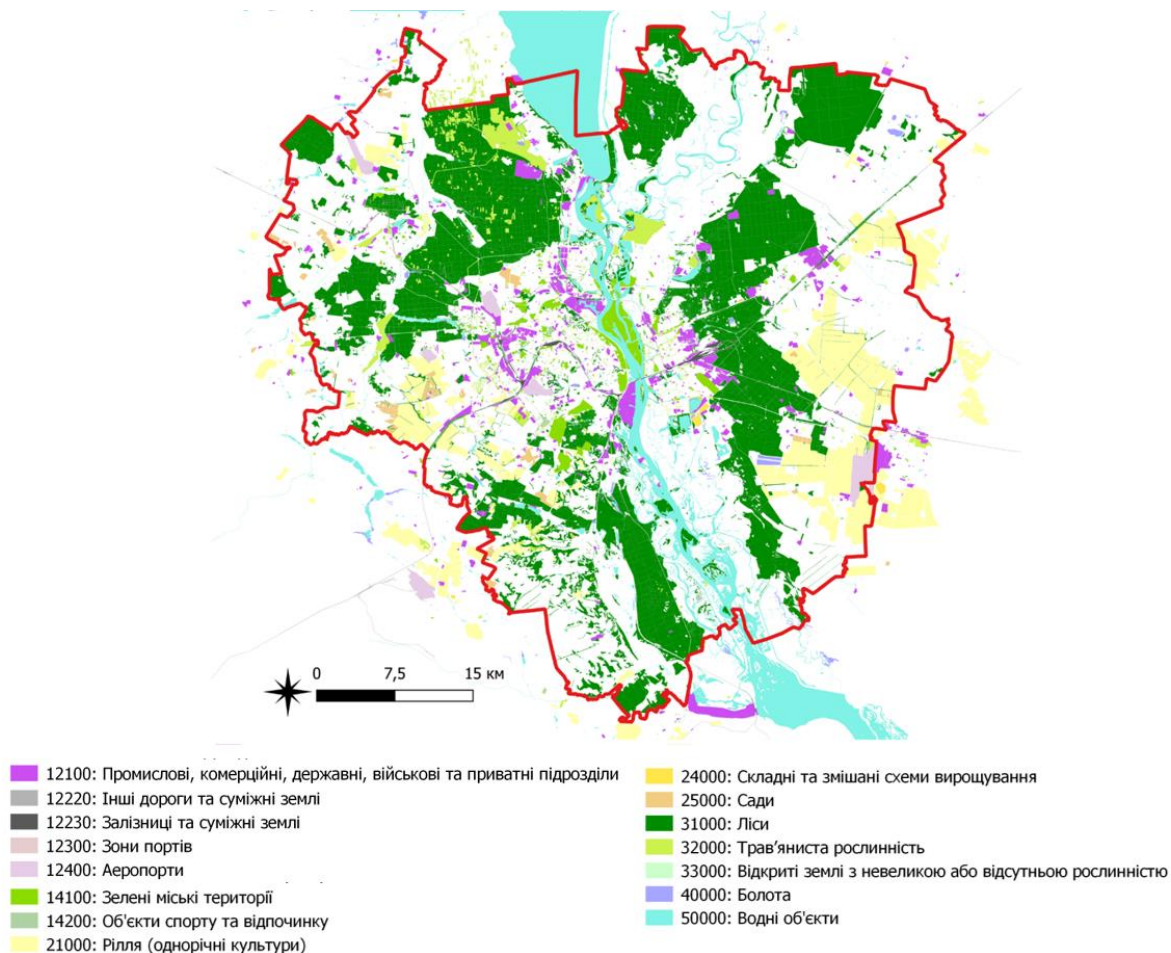 0 7,5 15 км
12100: Промислові, комерційні, державні, військові та приватні підрозділи
12220: Інші дороги та суміжні землі
12230: Залізниці та суміжні землі
12300: Зони портів
12400: Аеропорти
14100: Зелені міські території
14200: Об'єкти спорту та відпочинку
21000: Рілля (однорічні культури)
24000: Складні та змішані схеми вирощування
25000: Сади
31000: Ліси
32000: Трав’яниста рослинність
33000: Відкриті землі з невеликою або відсутньою рослинністю
40000: Болота
50000: Водні об'єкти